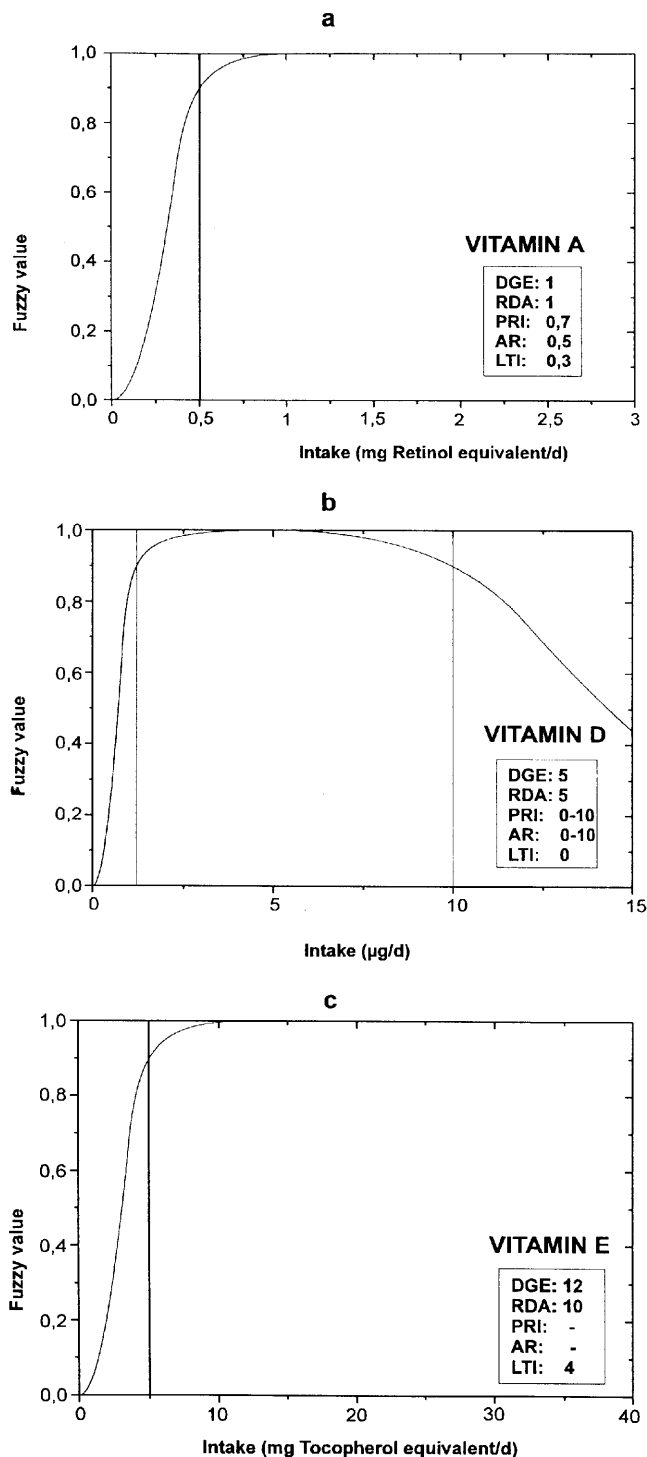 a
1,0
0,8
0,6
0,4
0,2
0,0
Fuzzy value
VITAMIN A
DGE: 1
RDA: 1
PRI: 0,7
AR: 0,5
LTI: 0,3
0 0,5 1 1,5 2 2,5 3
Intake (mg Retinol equivalent/d)
b
1,0
0,8
0,6
0,4
0,2
0,0
Fuzzy value
VITAMIN D
DGE: 5
RDA: 5
PRI: 0-10
AR: 0-10
LTI: 0
0 5 10 15
Intake (µg/d)
c
1,0
0,8
0,6
0,4
0,2
0,0
Fuzzy value
VITAMIN E
DGE: 12
RDA: 10
PRI: -
AR: -
LTI: 4
0 10 20 30 40
Intake (mg Tocopherol equivalent/d)